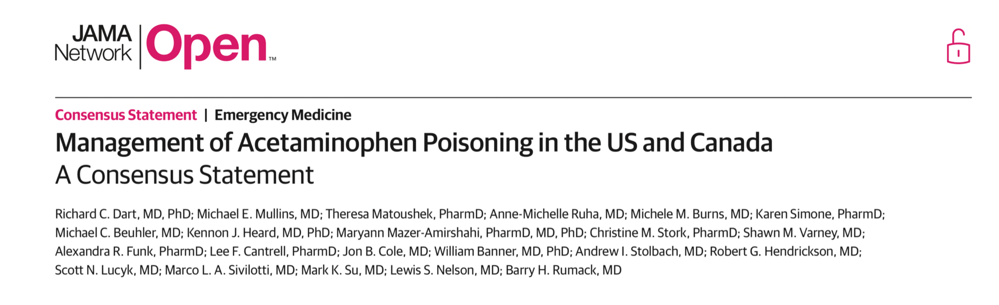 JAMA
Network
Open™
Consensus Statement | Emergency Medicine
Management of Acetaminophen Poisoning in the US and Canada
A Consensus Statement
Richard C. Dart, MD, PhD; Michael E. Mullins, MD; Theresa Matoushek, PharmD; Anne-Michelle Ruha, MD; Michele M. Burns, MD; Karen Simone, PharmD;
Michael C. Beuhler, MD; Kennon J. Heard, MD, PhD; Maryann Mazer-Amirshahi, PharmD, MD, PhD; Christine M. Stork, PharmD; Shawn M. Varney, MD;
Alexandra R. Funk, PharmD; Lee F. Cantrell, PharmD; Jon B. Cole, MD; William Banner, MD, PhD; Andrew I. Stolbach, MD; Robert G. Hendrickson, MD;
Scott N. Lucyk, MD; Marco L. A. Sivilotti, MD; Mark K. Su, MD; Lewis S. Nelson, MD; Barry H. Rumack, MD